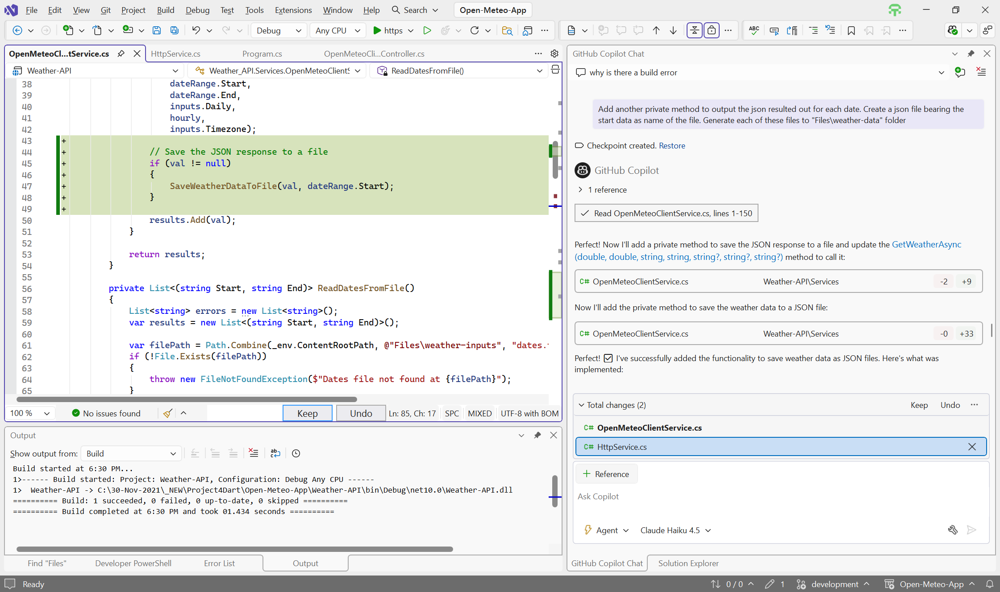 File Edit View Git Project Build Debug Test Tools Extensions Window Help Search Open-Meteo-App
Debug Any CPU https
OpenMeteoCl...tService.cs HttpService.cs Program.cs OpenMeteoCli...Controller.cs
Weather-API Weather_API.Services.OpenMeteoClientS ReadDatesFromFile()
38 dateRange.Start,
39 dateRange.End,
40 inputs.Daily,
41 hourly,
42 inputs.Timezone);
43 +
44 + // Save the JSON response to a file
45 + if (val != null)
46 + {
47 + SaveWeatherDataToFile(val, dateRange.Start);
48 + }
49 +
50 results.Add(val);
51 }
52
53 return results;
54 }
55
56 private List<(string Start, string End)> ReadDatesFromFile()
57 {
58 List<string> errors = new List<string>();
59 var results = new List<(string Start, string End)>();
60
61 var filePath = Path.Combine(_env.ContentRootPath, @"Files\weather-inputs", "dates.
62 if (!File.Exists(filePath))
63 {
64 throw new FileNotFoundException($"Dates file not found at {filePath}");
65 }
100 % No issues found Keep Undo Ln: 85, Ch: 17 SPC MIXED UTF-8 with BOM
Output
Show output from: Build
Build started at 6:30 PM...
1>------ Build started: Project: Weather-API, Configuration: Debug Any CPU ------
1> Weather-API -> C:\30-Nov-2021\_NEW\Project4Dart\Open-Meteo-App\Weather-API\bin\Debug\net10.0\Weather-API.dll
========== Build: 1 succeeded, 0 failed, 0 up-to-date, 0 skipped ==========
========== Build completed at 6:30 PM and took 01.434 seconds ==========
Find "Files" Developer PowerShell Error List Output
GitHub Copilot Chat
why is there a build error
Add another private method to output the json resulted out for each date. Create a json file bearing the
start data as name of the file. Generate each of these files to "Files\weather-data" folder
Checkpoint created. Restore
GitHub Copilot
1 reference
Read OpenMeteoClientService.cs, lines 1-150
Perfect! Now I'll add a private method to save the JSON response to a file and update the GetWeatherAsync
(double, double, string, string, string?, string?, string?) method to call it:
C# OpenMeteoClientService.cs Weather-API\Services -2 +9
Now I'll add the private method to save the weather data to a JSON file:
C# OpenMeteoClientService.cs Weather-API\Services -0 +33
Perfect! I've successfully added the functionality to save weather data as JSON files. Here's what was
implemented:
Total changes (2) Keep Undo
C# OpenMeteoClientService.cs
C# HttpService.cs
Reference
Ask Copilot
Agent Claude Haiku 4.5
GitHub Copilot Chat Solution Explorer
Ready 0 / 0 1 development Open-Meteo-App